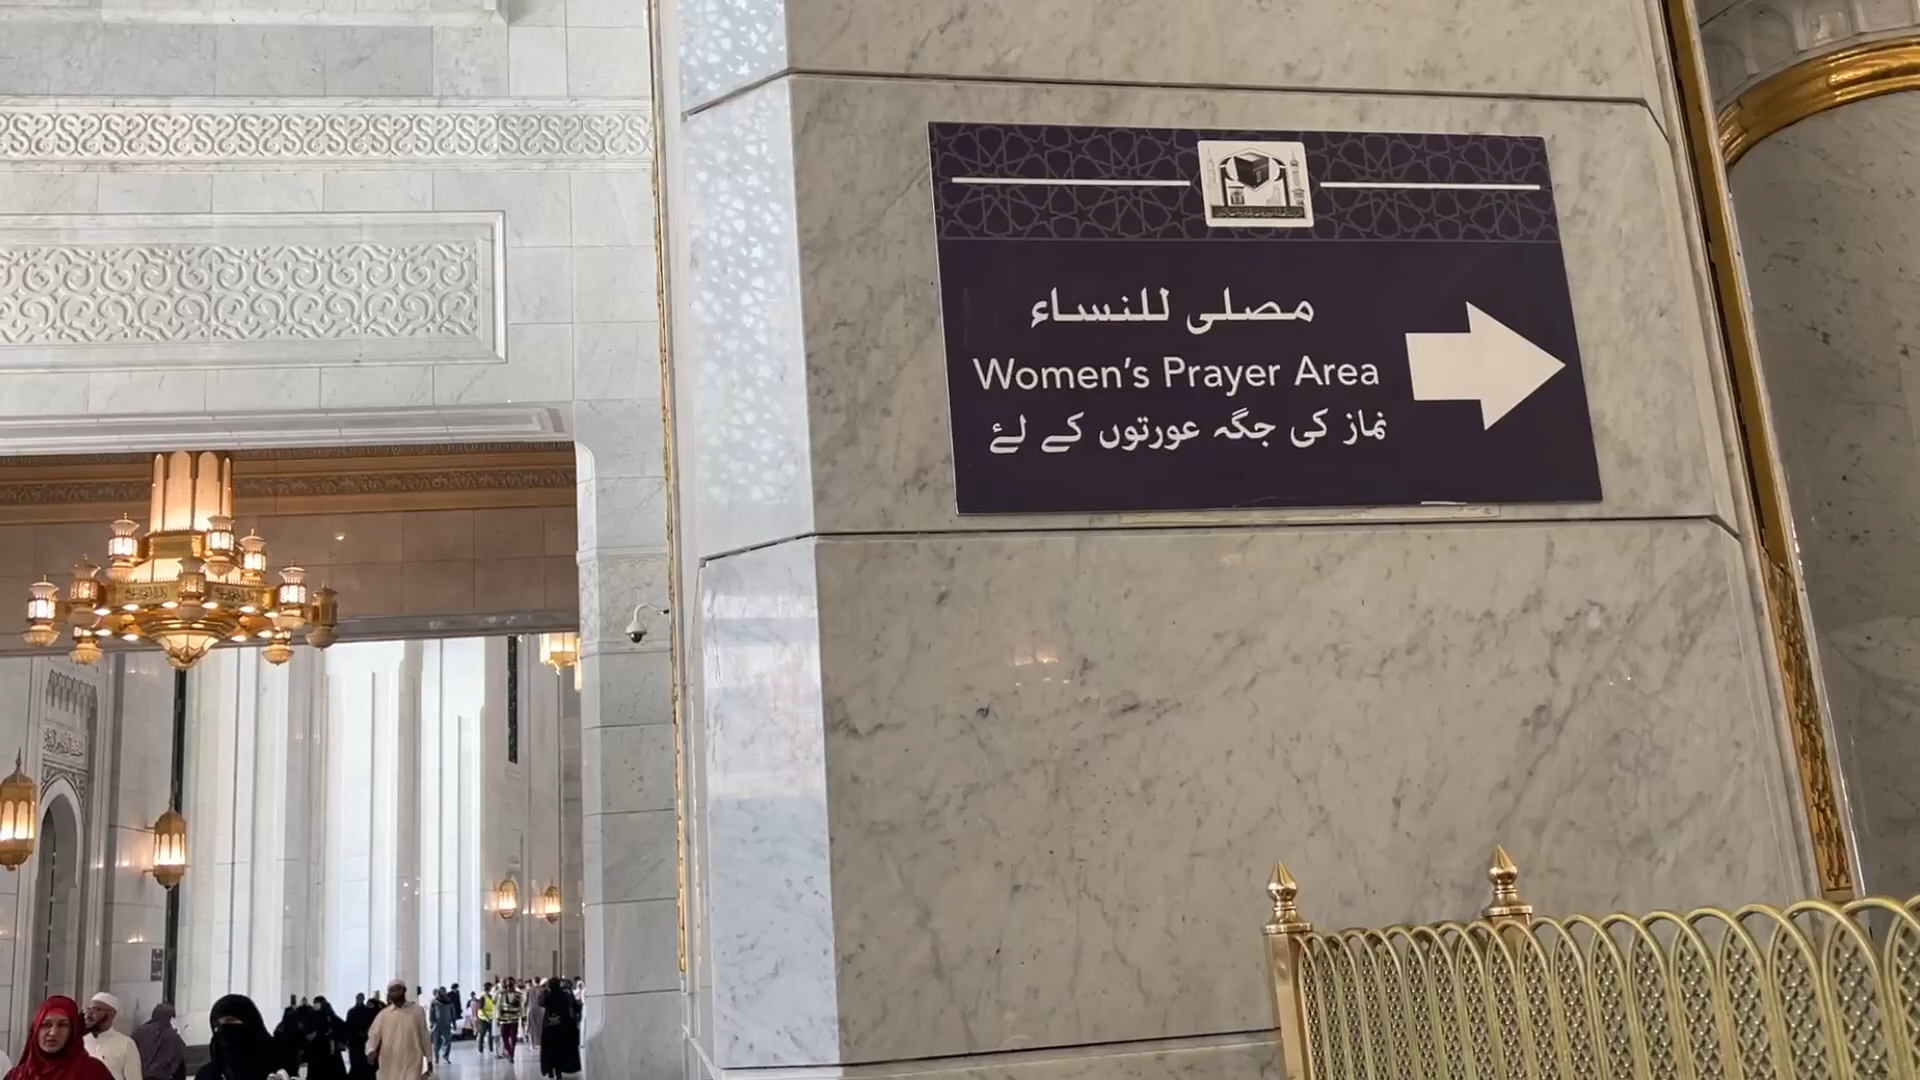 مصلى للنساء
Women's Prayer Area
نماز کی جگہ عورتوں کے لئے